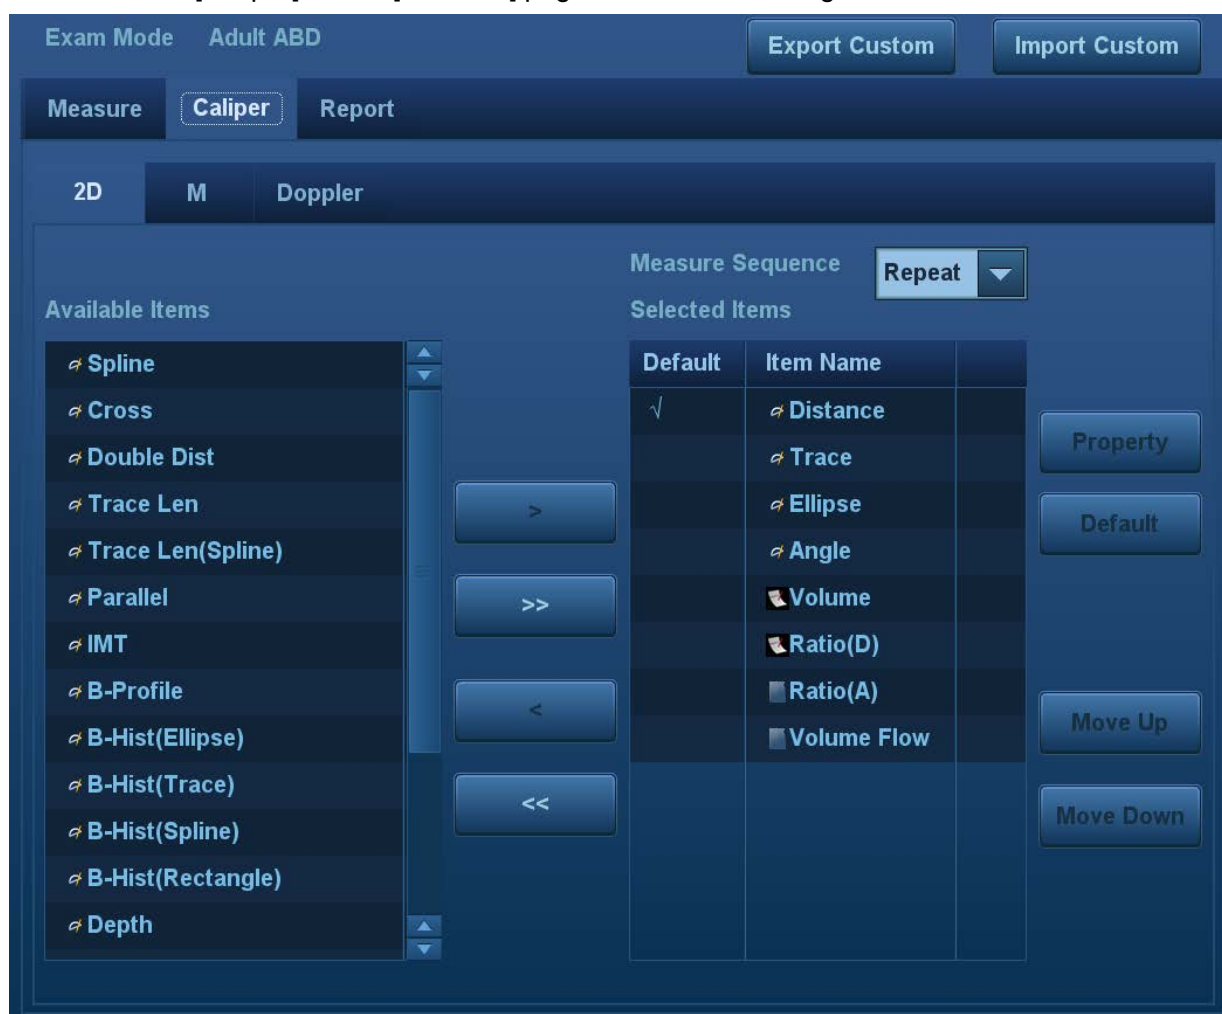 Exam Mode Adult ABD Export Custom Import Custom
Measure Caliper Report
2D M Doppler
Measure Sequence Repeat
Available Items Selected Items
Spline
Cross
Double Dist
Trace Len
Trace Len(Spline)
Parallel
IMT
B-Profile
B-Hist(Ellipse)
B-Hist(Trace)
B-Hist(Spline)
B-Hist(Rectangle)
Depth
>
>>
<
<<
Default Item Name
√ Distance
Trace
Ellipse
Angle
Volume
Ratio(D)
Ratio(A)
Volume Flow
Property
Default
Move Up
Move Down